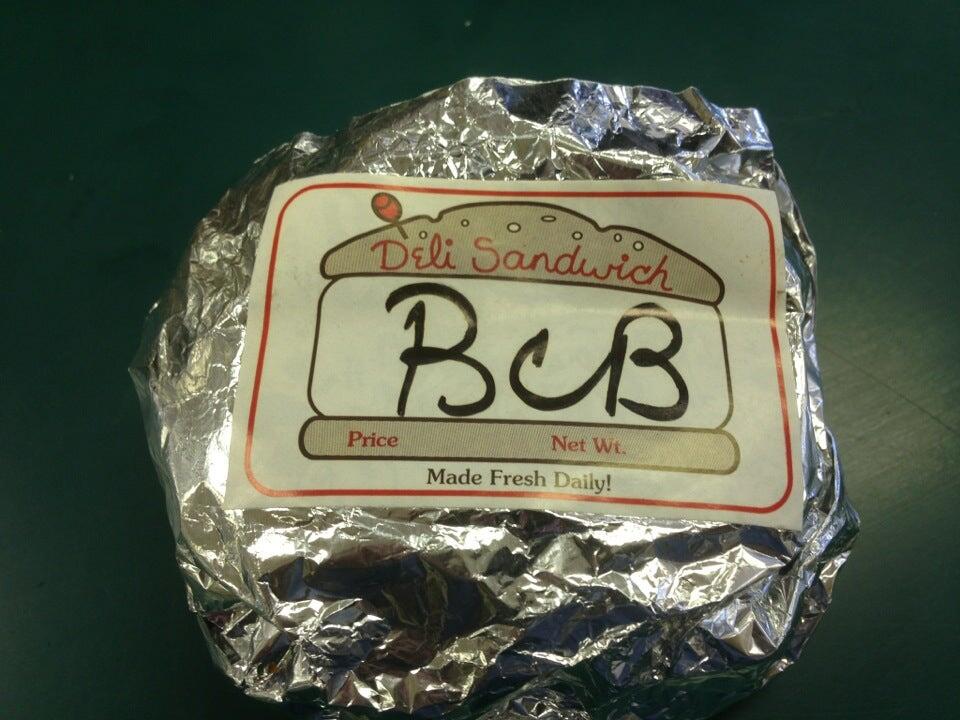 Deli Sandwich
BCB
Price Net Wt.
Made Fresh Daily!